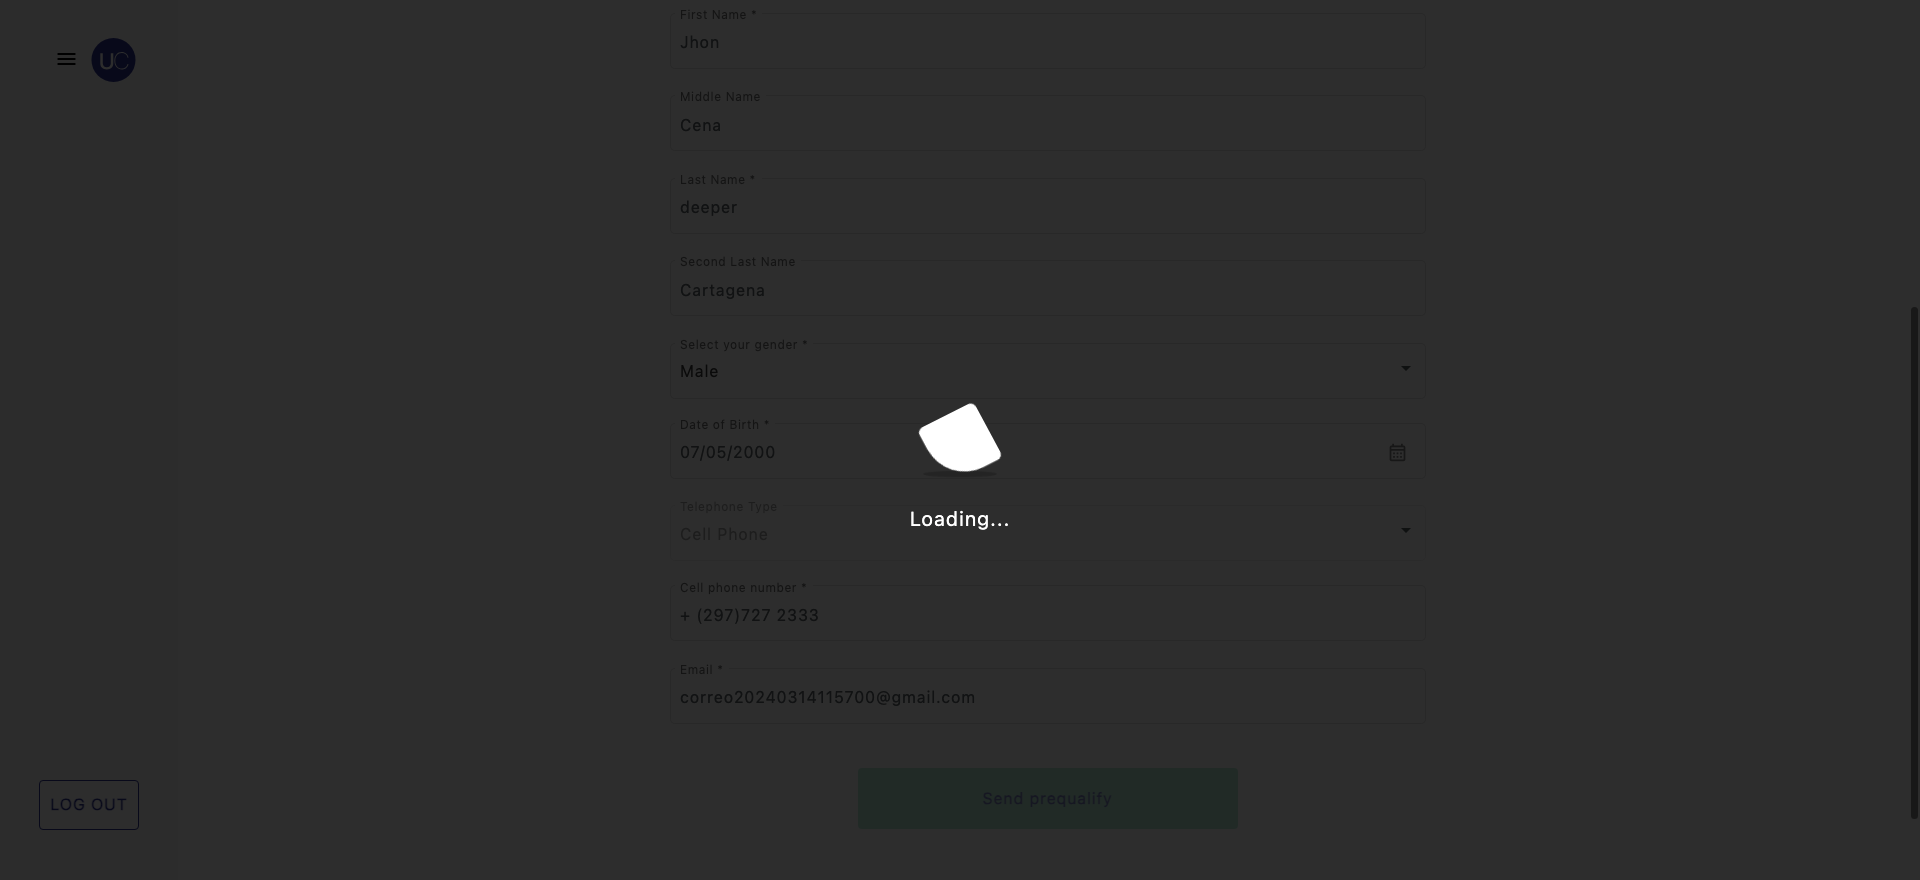 First Name *
Jhon
UC
Middle Name
Cena
Last Name *
deeper
Second Last Name
Cartagena
Select your gender *
Male
Date of Birth *
07/05/2000
Telephone Type
Cell Phone
Loading...
Cell phone number *
+ (297)727 2333
Email *
correo20240314115700@gmail.com
Send prequalify
LOG OUT